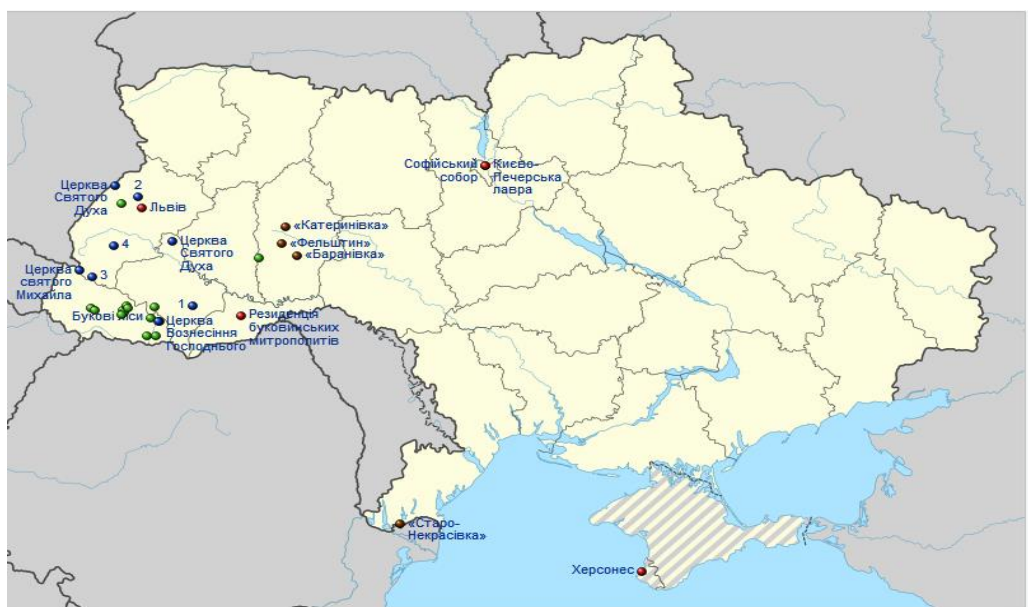 Софійський
собор
Києво-
Печерська
лавра
Церква
Святого
Духа
2
Львів
«Катеринівка»
«Фельштин»
«Баранівка»
4
Церква
Святого
Духа
Церква
святого
Михайла
3
1
Букові ліси
Церква
Вознесіння
Господнього
Резиденція
буковинських
митрополитів
«Старо-
Некрасівка»
Херсонес